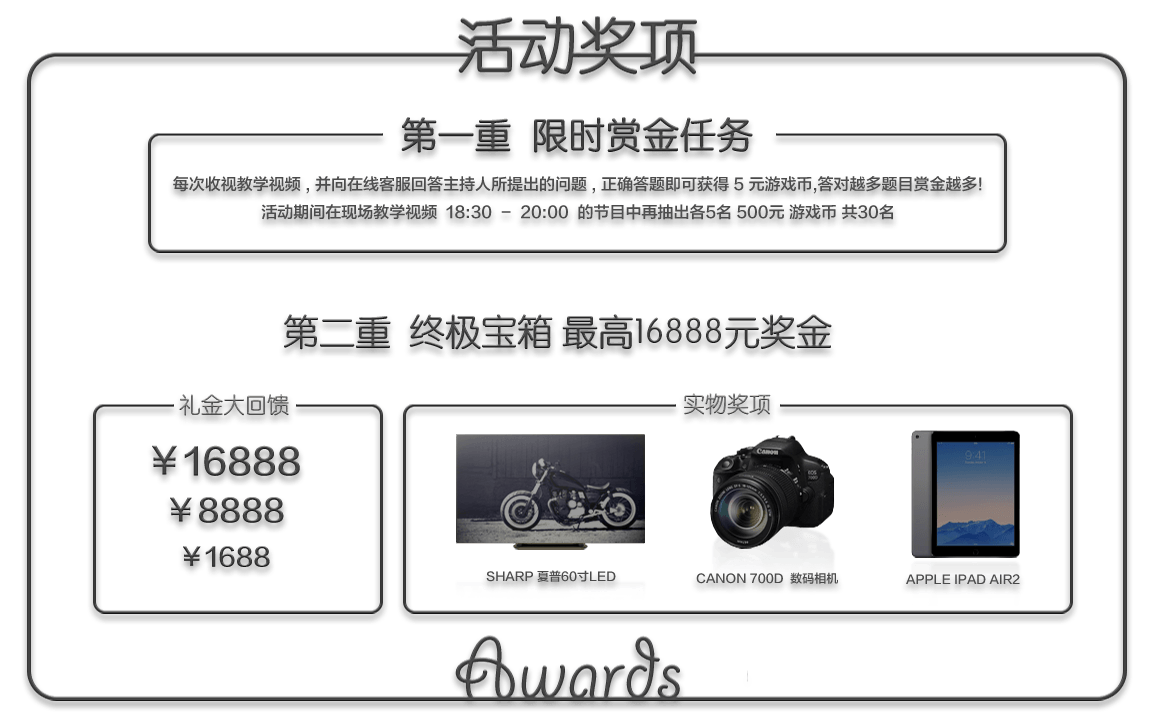 活动奖项
第一重 限时赏金任务
每次收视教学视频，并向在线客服回答主持人所提出的问题，正确答题即可获得 5 元游戏币,答对越多题目赏金越多!
活动期间在现场教学视频 18:30 － 20:00 的节目中再抽出各5名 500元 游戏币 共30名
第二重 终极宝箱 最高16888元奖金
礼金大回馈
￥16888
￥8888
￥1688
实物奖项
Canon
EOS
9:41
SHARP 夏普60寸LED
CANON 700D 数码相机
APPLE IPAD AIR2
Awards